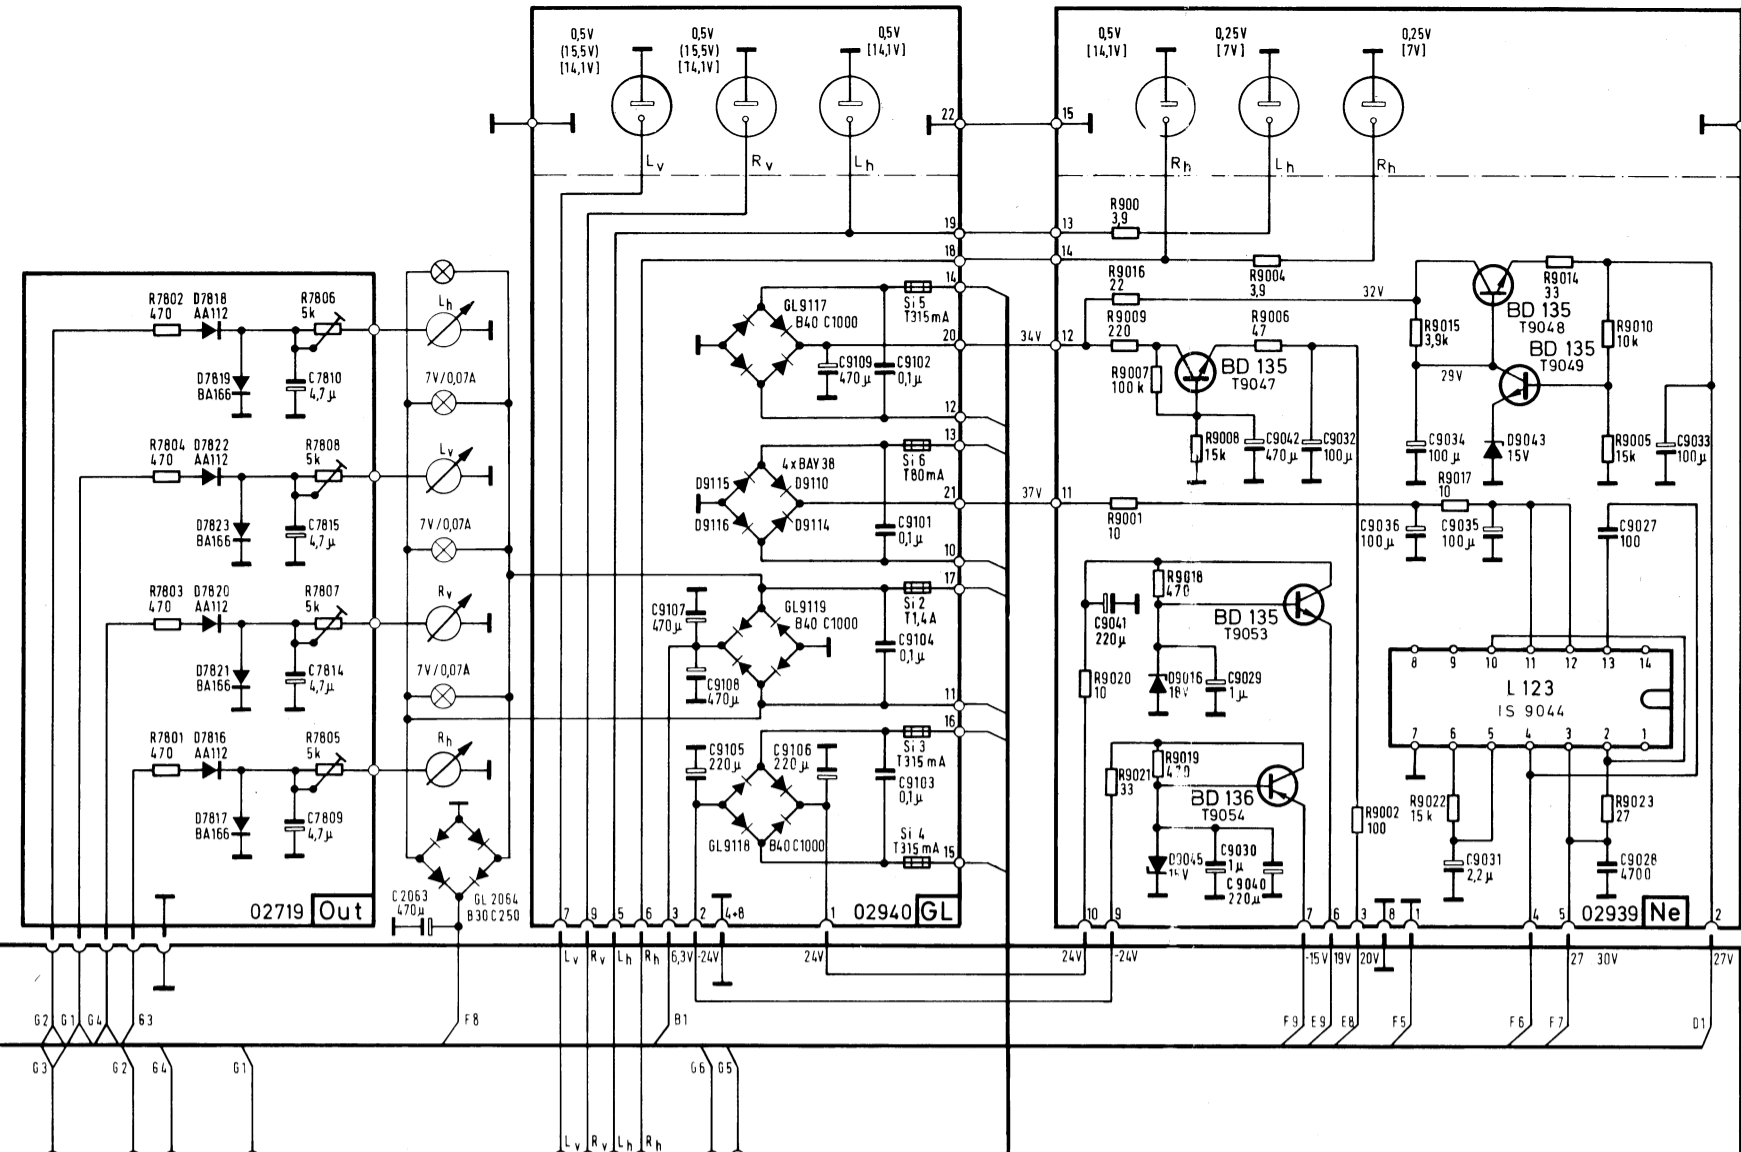 0,5V
(15,5V)
[14,1V]
0,5V
(15,5V)
[14,1V]
0,5V
[14,1V]
0,5V
[14,1V]
0,25V
[7V]
0,25V
[7V]
22
15
Lv
Rv
Lh
Rh
Lh
Rh
19
13
R900
3,9
18
14
R9004
3,9
14
Si 5
T315mA
R9016
22
32V
R9014
33
BD 135
T9048
R7802
470
D7818
AA112
R7806
5k
Lh
GL9117
B40 C1000
20
34V
12
R9009
220
R9006
47
R9015
3,9k
R9010
10k
BD 135
T9049
C9109
470µ
C9102
0,1µ
R9007
100k
BD 135
T9047
29V
D7819
BA166
C7810
4,7µ
7V/0,07A
12
13
Si 6
T80mA
R9008
15k
C9042
470µ
C9032
100µ
C9034
100µ
D9043
15V
R9005
15k
C9033
100µ
R7804
470
D7822
AA112
R7808
5k
Lv
4xBAY38
D9115
D9110
D9116
D9114
21
37V
11
R9001
10
R9017
10
C9036
100µ
C9035
100µ
C9027
100
D7823
BA166
C7815
4,7µ
7V/0,07A
C9101
0,1µ
10
17
Si 2
T1,4A
R9018
470
BD 135
T9053
C9041
220µ
R7803
470
D7820
AA112
R7807
5k
Rv
C9107
470µ
GL9119
B40 C1000
C9104
0,1µ
C9108
470µ
11
R9020
10
D9016
18V
C9029
1µ
8
9
10
11
12
13
14
L 123
IS 9044
7
6
5
4
3
2
1
D7821
BA166
C7814
4,7µ
7V/0,07A
16
Si 3
T315mA
R7801
470
D7816
AA112
R7805
5k
Rh
C9105
220µ
C9106
220µ
C9103
0,1µ
R9021
33
R9019
470
BD 136
T9054
R9002
100
R9022
15k
R9023
27
D7817
BA166
C7809
4,7µ
GL9118
B40C1000
Si 4
T315mA
15
C9030
1µ
C9040
220µ
C9031
2,2µ
C9028
4700
C2063
470µ
GL2064
B30C250
02719
Out
02940
GL
02939
Ne
7
9
5
6
3
2
4+8
1
10
9
7
6
3
8
1
4
5
2
Lv
Rv
Lh
Rh
6,3V
-24V
24V
24V
-24V
-15V
19V
20V
27
30V
27V
G2
G1
G4
G3
F8
B1
F9
E9
E8
F5
F6
F7
D1
G3
G2
G4
G1
G6
G5
Lv
Rv
Lh
Rh